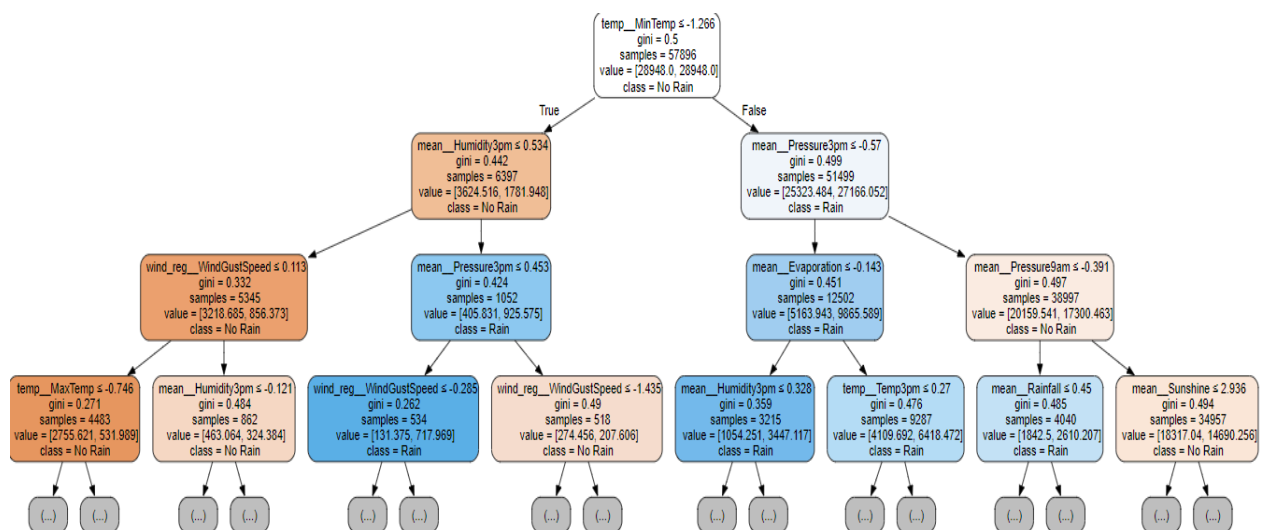 temp__MinTemp ≤ -1.266
gini = 0.5
samples = 57896
value = [28948.0, 28948.0]
class = No Rain
True
False
mean__Humidity3pm ≤ 0.534
gini = 0.442
samples = 6397
value = [3624.516, 1781.948]
class = No Rain
mean__Pressure3pm ≤ -0.57
gini = 0.499
samples = 51499
value = [25323.484, 27166.052]
class = Rain
wind_reg__WindGustSpeed ≤ 0.113
gini = 0.332
samples = 5345
value = [3218.685, 856.373]
class = No Rain
mean__Pressure3pm ≤ 0.453
gini = 0.424
samples = 1052
value = [405.831, 925.575]
class = Rain
mean__Evaporation ≤ -0.143
gini = 0.451
samples = 12502
value = [5163.943, 9865.589]
class = Rain
mean__Pressure9am ≤ -0.391
gini = 0.497
samples = 38997
value = [20159.541, 17300.463]
class = No Rain
temp__MaxTemp ≤ -0.746
gini = 0.271
samples = 4483
value = [2755.621, 531.989]
class = No Rain
mean__Humidity3pm ≤ -0.121
gini = 0.484
samples = 862
value = [463.064, 324.384]
class = No Rain
wind_reg__WindGustSpeed ≤ -0.285
gini = 0.262
samples = 534
value = [131.375, 717.969]
class = Rain
wind_reg__WindGustSpeed ≤ -1.435
gini = 0.49
samples = 518
value = [274.456, 207.606]
class = No Rain
mean__Humidity3pm ≤ 0.328
gini = 0.359
samples = 3215
value = [1054.251, 3447.117]
class = Rain
temp__Temp3pm ≤ 0.27
gini = 0.476
samples = 9287
value = [4109.692, 6418.472]
class = Rain
mean__Rainfall ≤ 0.45
gini = 0.485
samples = 4040
value = [1842.5, 2610.207]
class = Rain
mean__Sunshine ≤ 2.936
gini = 0.494
samples = 34957
value = [18317.04, 14690.256]
class = No Rain
(...) (...) (...) (...) (...) (...) (...) (...) (...) (...) (...) (...) (...) (...) (...) (...)